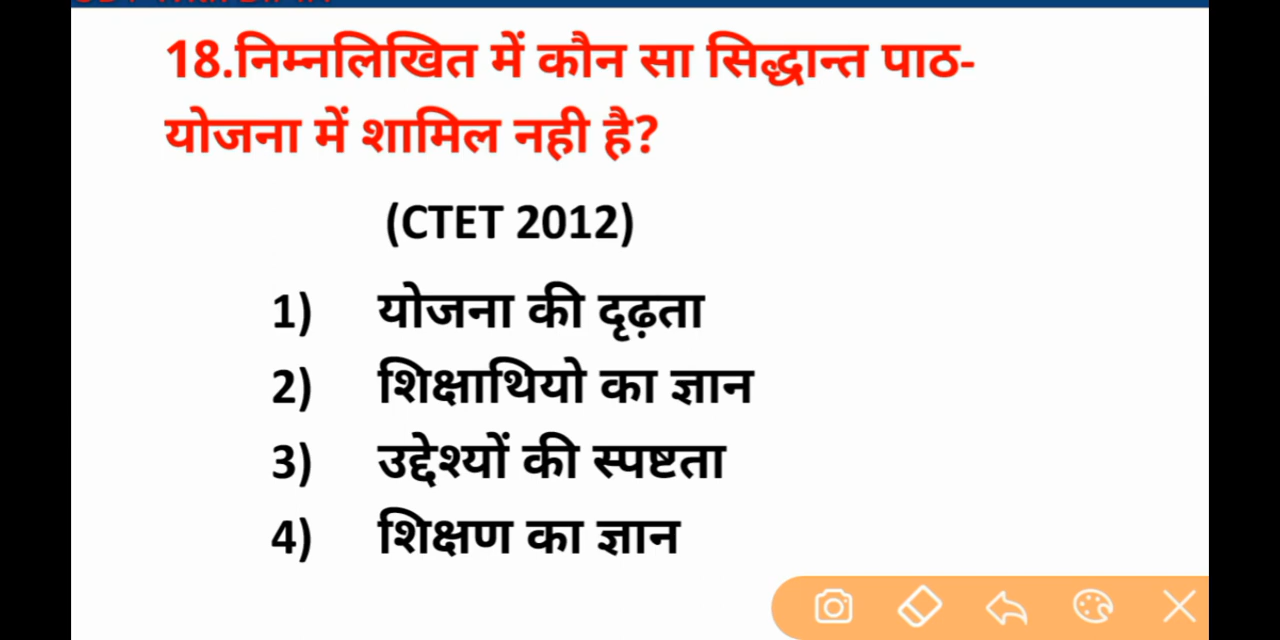 18.निम्नलिखित में कौन सा सिद्धान्त पाठ-
योजना में शामिल नही है?
(CTET 2012)
1) योजना की दृढ़ता
2) शिक्षाथियो का ज्ञान
3) उद्देश्यों की स्पष्टता
4) शिक्षण का ज्ञान